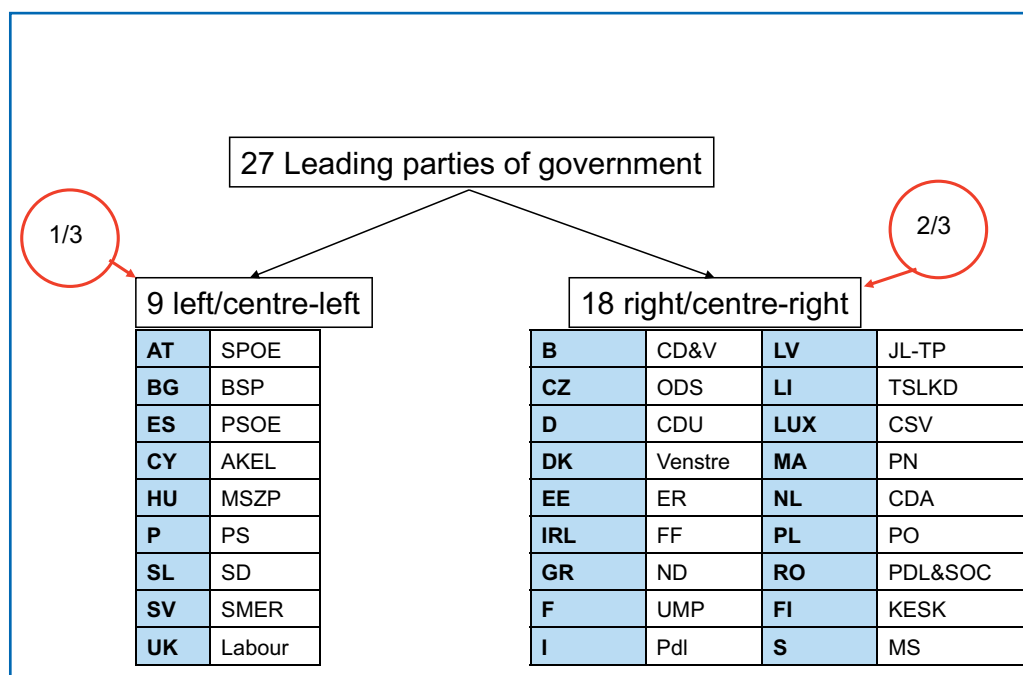 27 Leading parties of government
1/3
2/3
9 left/centre-left
18 right/centre-right
AT SPOE
BG BSP
ES PSOE
CY AKEL
HU MSZP
P PS
SL SD
SV SMER
UK Labour
B CD&V LV JL-TP
CZ ODS LI TSLKD
D CDU LUX CSV
DK Venstre MA PN
EE ER NL CDA
IRL FF PL PO
GR ND RO PDL&SOC
F UMP FI KESK
I Pdl S MS